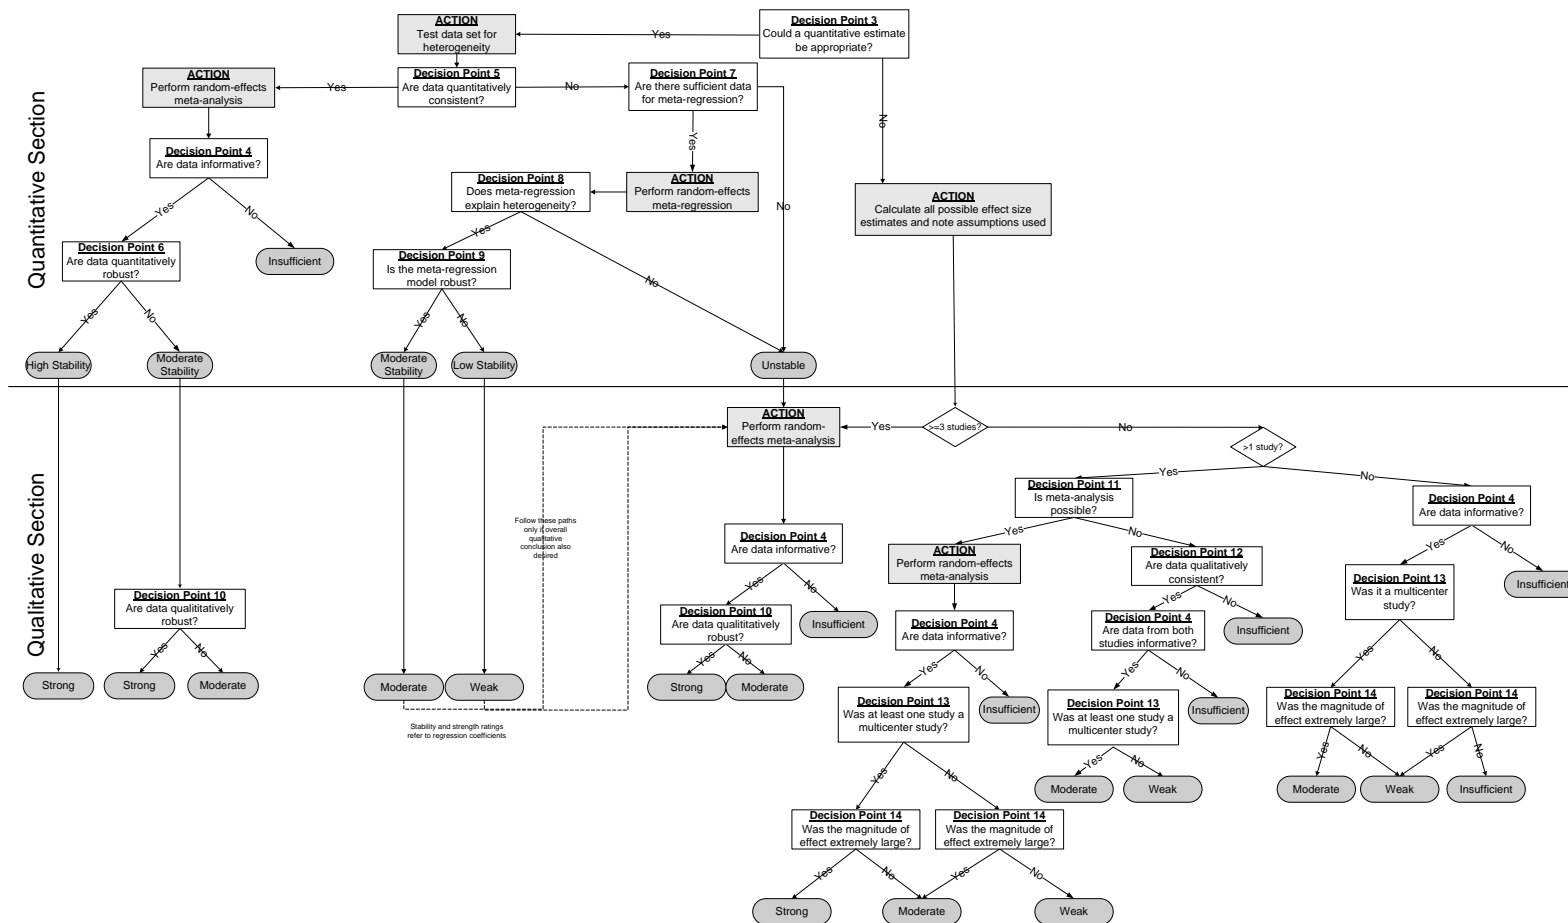 ACTION
Test data set for
heterogeneity
Yes
Decision Point 3
Could a quantitative estimate
be appropriate?
No
ACTION
Perform random-effects
meta-analysis
Yes
Decision Point 5
Are data quantitatively
consistent?
No
Decision Point 7
Are there sufficient data
for meta-regression?
Yes
No
Quantitative Section
Decision Point 4
Are data informative?
Yes
No
Decision Point 8
Does meta-regression
explain heterogeneity?
ACTION
Perform random-effects
meta-regression
ACTION
Calculate all possible effect size
estimates and note assumptions used
Yes
No
Decision Point 6
Are data quantitatively
robust?
Insufficient
Decision Point 9
Is the meta-regression
model robust?
Yes
No
Yes
No
High Stability
Moderate
Stability
Moderate
Stability
Low Stability
Unstable
ACTION
Perform random-
effects meta-analysis
Yes
>=3 studies?
No
>1 study?
Yes
No
Qualitative Section
Follow these paths
only if overall
qualitative
conclusion also
desired
Decision Point 11
Is meta-analysis
possible?
Yes
No
Decision Point 4
Are data informative?
Yes
No
Decision Point 4
Are data informative?
Yes
No
ACTION
Perform random-effects
meta-analysis
Decision Point 12
Are data qualitatively
consistent?
Yes
No
Decision Point 13
Was it a multicenter
study?
Yes
No
Insufficient
Decision Point 10
Are data qualititatively
robust?
Yes
No
Decision Point 10
Are data qualititatively
robust?
Yes
No
Insufficient
Decision Point 4
Are data informative?
Yes
No
Decision Point 4
Are data from both
studies informative?
Yes
No
Insufficient
Strong
Strong
Moderate
Moderate
Weak
Strong
Moderate
Stability and strength ratings
refer to regression coefficients
Decision Point 13
Was at least one study a
multicenter study?
Yes
No
Insufficient
Decision Point 13
Was at least one study a
multicenter study?
Yes
No
Insufficient
Decision Point 14
Was the magnitude of
effect extremely large?
Yes
No
Decision Point 14
Was the magnitude of
effect extremely large?
Yes
No
Moderate
Weak
Moderate
Weak
Insufficient
Decision Point 14
Was the magnitude of
effect extremely large?
Yes
No
Decision Point 14
Was the magnitude of
effect extremely large?
Yes
No
Strong
Moderate
Weak